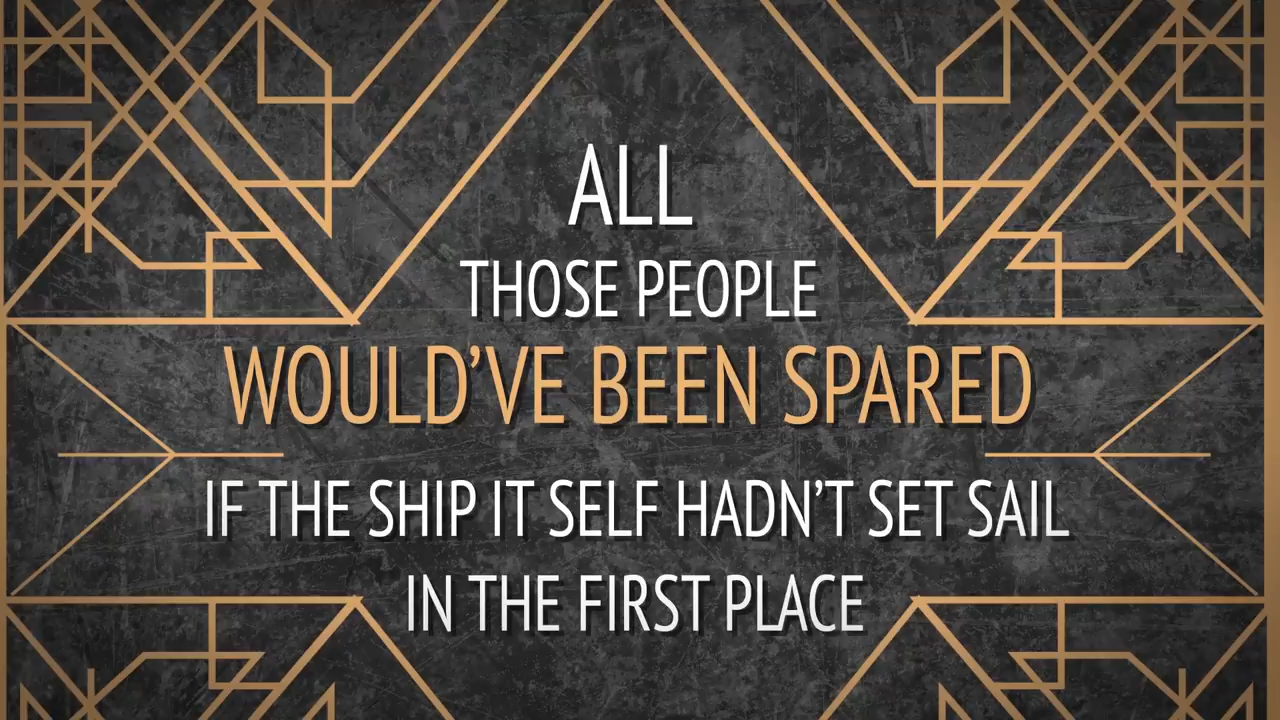 ALL
THOSE PEOPLE
WOULD'VE BEEN SPARED
IF THE SHIP IT SELF HADN'T SET SAIL
IN THE FIRST PLACE